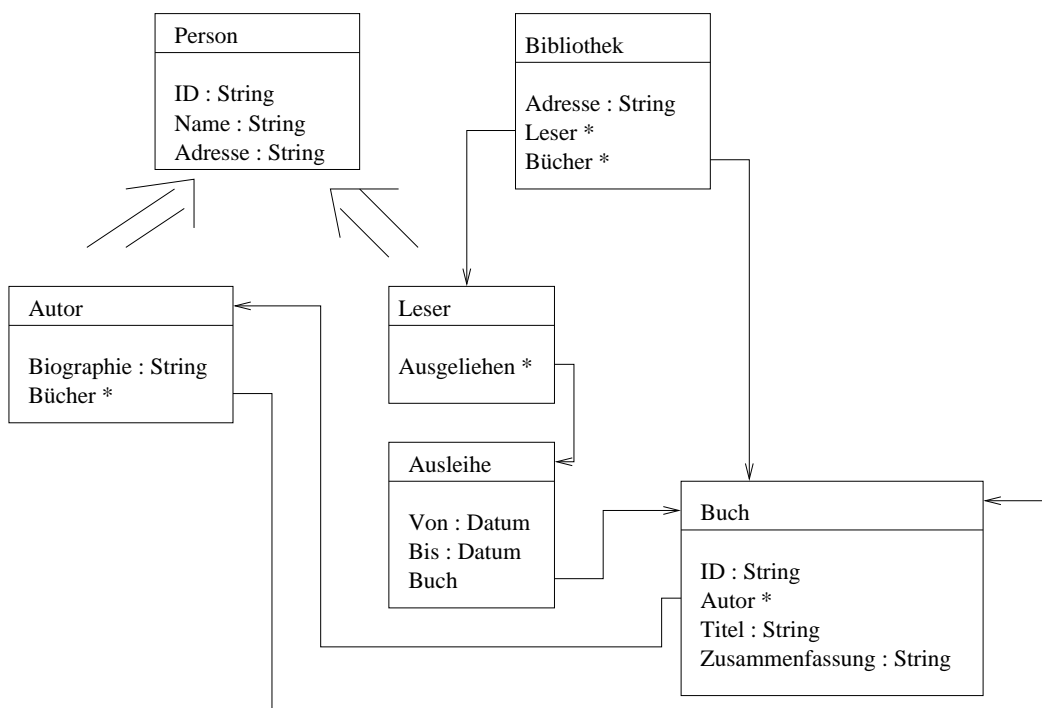 Person
ID : String
Name : String
Adresse : String
Bibliothek
Adresse : String
Leser *
Bücher *
Autor
Biographie : String
Bücher *
Leser
Ausgeliehen *
Ausleihe
Von : Datum
Bis : Datum
Buch
Buch
ID : String
Autor *
Titel : String
Zusammenfassung : String